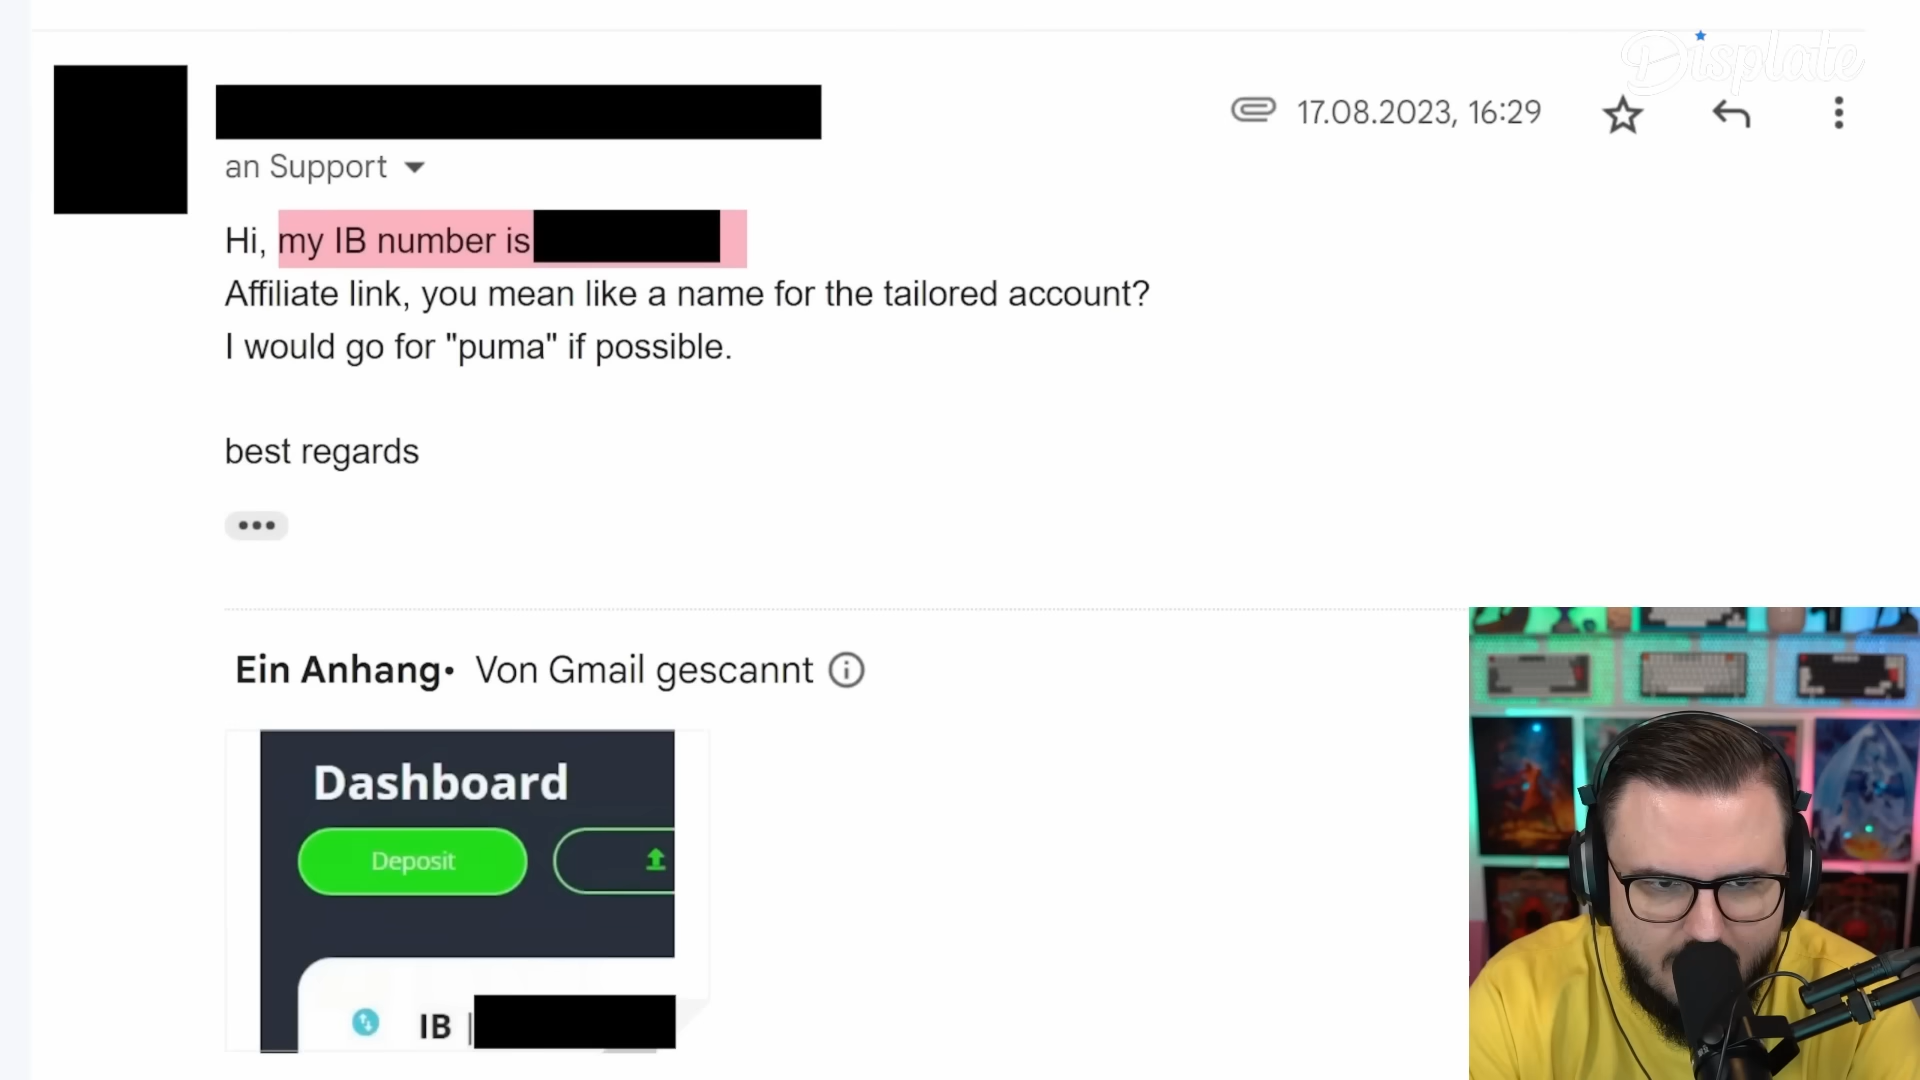 Displate
17.08.2023, 16:29
an Support
Hi, my IB number is
Affiliate link, you mean like a name for the tailored account?
I would go for "puma" if possible.
best regards
Ein Anhang• Von Gmail gescannt
Dashboard
Deposit
IB |